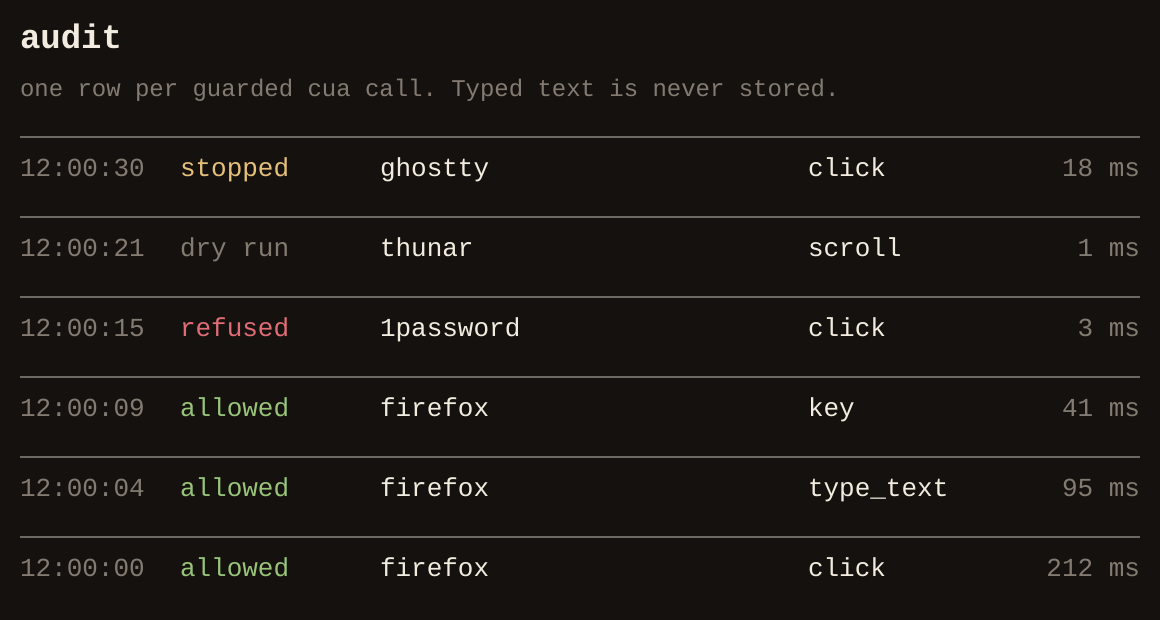 audit
one row per guarded cua call. Typed text is never stored.
12:00:30 stopped ghostty click 18 ms
12:00:21 dry run thunar scroll 1 ms
12:00:15 refused 1password click 3 ms
12:00:09 allowed firefox key 41 ms
12:00:04 allowed firefox type_text 95 ms
12:00:00 allowed firefox click 212 ms